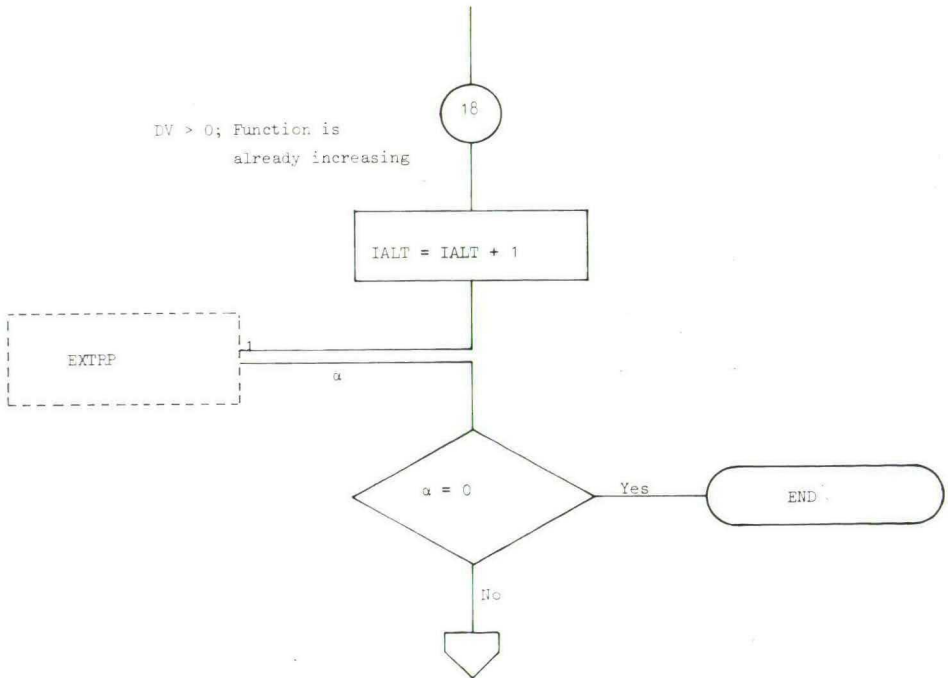 18
DV > 0; Function is
already increasing
IALT = IALT + 1
EXTRP
1
α
α = 0
Yes
END
No